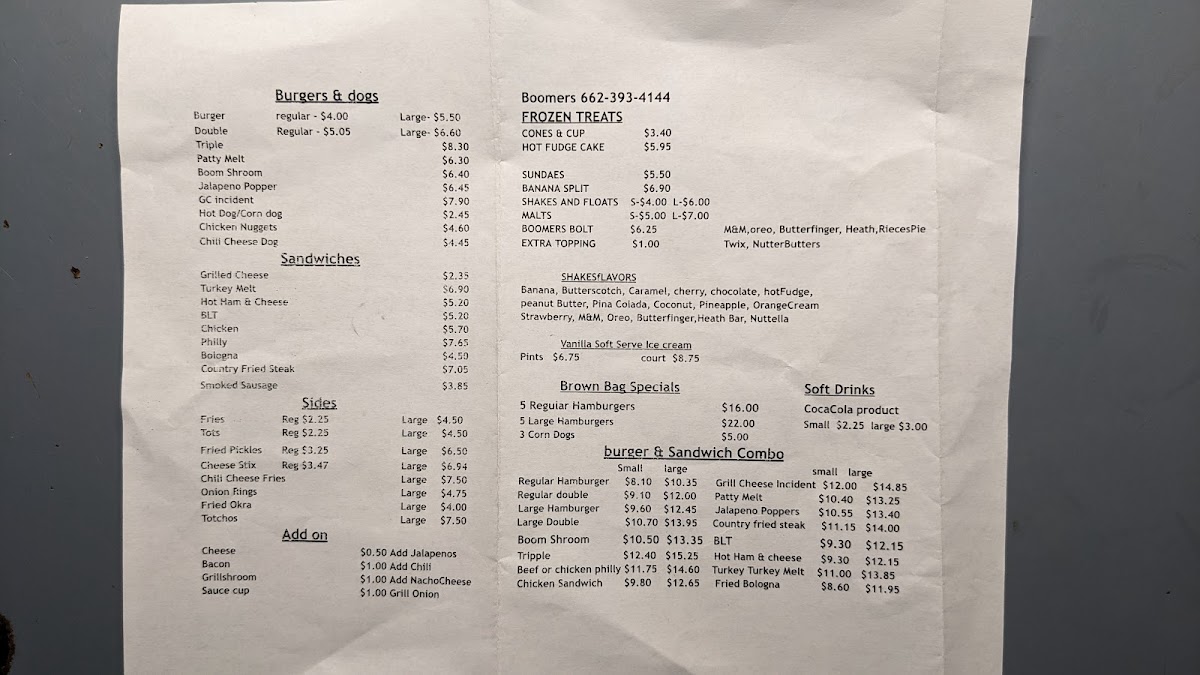 Burgers & dogs
Burger regular - $4.00 Large- $5.50
Double Regular - $5.05 Large- $6.60
Triple $8.30
Patty Melt $6.30
Boom Shroom $6.40
Jalapeno Popper $6.45
GC incident $7.90
Hot Dog/Corn dog $2.45
Chicken Nuggets $4.60
Chili Cheese Dog $4.45
Sandwiches
Grilled Cheese $2.35
Turkey Melt $6.90
Hot Ham & Cheese $5.20
BLT $5.20
Chicken $5.70
Philly $7.65
Bologna $4.50
Country Fried Steak $7.05
Smoked Sausage $3.85
Sides
Fries Reg $2.25 Large $4.50
Tots Reg $2.25 Large $4.50
Fried Pickles Reg $3.25 Large $6.50
Cheese Stix Reg $3.47 Large $6.94
Chili Cheese Fries Large $7.50
Onion Rings Large $4.75
Fried Okra Large $4.00
Totchos Large $7.50
Add on
Cheese $0.50 Add Jalapenos
Bacon $1.00 Add Chili
Grillshroom $1.00 Add NachoCheese
Sauce cup $1.00 Grill Onion
Boomers 662-393-4144
FROZEN TREATS
CONES & CUP $3.40
HOT FUDGE CAKE $5.95
SUNDAES $5.50
BANANA SPLIT $6.90
SHAKES AND FLOATS S-$4.00 L-$6.00
MALTS S-$5.00 L-$7.00
BOOMERS BOLT $6.25 M&M,oreo, Butterfinger, Heath,RiecesPie
EXTRA TOPPING $1.00 Twix, NutterButters
SHAKESfLAVORS
Banana, Butterscotch, Caramel, cherry, chocolate, hotFudge,
peanut Butter, Pina Colada, Coconut, Pineapple, OrangeCream
Strawberry, M&M, Oreo, Butterfinger,Heath Bar, Nuttella
Vanilla Soft Serve Ice cream
Pints $6.75 court $8.75
Brown Bag Specials
5 Regular Hamburgers $16.00
5 Large Hamburgers $22.00
3 Corn Dogs $5.00
Soft Drinks
CocaCola product
Small $2.25 large $3.00
burger & Sandwich Combo
Small large small large
Regular Hamburger $8.10 $10.35 Grill Cheese Incident $12.00 $14.85
Regular double $9.10 $12.00 Patty Melt $10.40 $13.25
Large Hamburger $9.60 $12.45 Jalapeno Poppers $10.55 $13.40
Large Double $10.70 $13.95 Country fried steak $11.15 $14.00
Boom Shroom $10.50 $13.35 BLT $9.30 $12.15
Tripple $12.40 $15.25 Hot Ham & cheese $9.30 $12.15
Beef or chicken philly $11.75 $14.60 Turkey Turkey Melt $11.00 $13.85
Chicken Sandwich $9.80 $12.65 Fried Bologna $8.60 $11.95